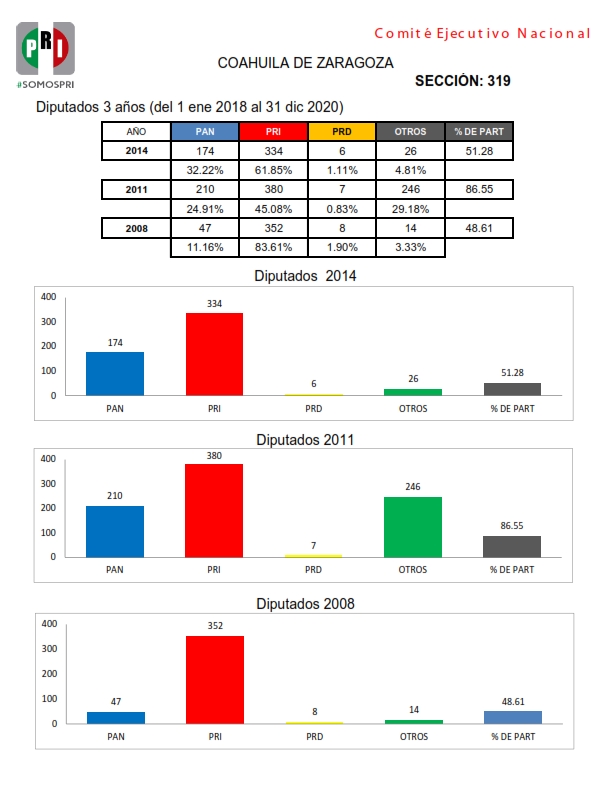 Comité Ejecutivo Nacional
PRI
#SOMOSPRI
COAHUILA DE ZARAGOZA
SECCIÓN: 319
Diputados 3 años (del 1 ene 2018 al 31 dic 2020)
AÑO PAN PRI PRD OTROS % DE PART
2014 174 334 6 26 51.28
32.22% 61.85% 1.11% 4.81%
2011 210 380 7 246 86.55
24.91% 45.08% 0.83% 29.18%
2008 47 352 8 14 48.61
11.16% 83.61% 1.90% 3.33%
Diputados 2014
400
300
200
100
0
174 334 6 26 51.28
PAN PRI PRD OTROS % DE PART
Diputados 2011
400
300
200
100
0
210 380 7 246 86.55
PAN PRI PRD OTROS % DE PART
Diputados 2008
400
300
200
100
0
47 352 8 14 48.61
PAN PRI PRD OTROS % DE PART